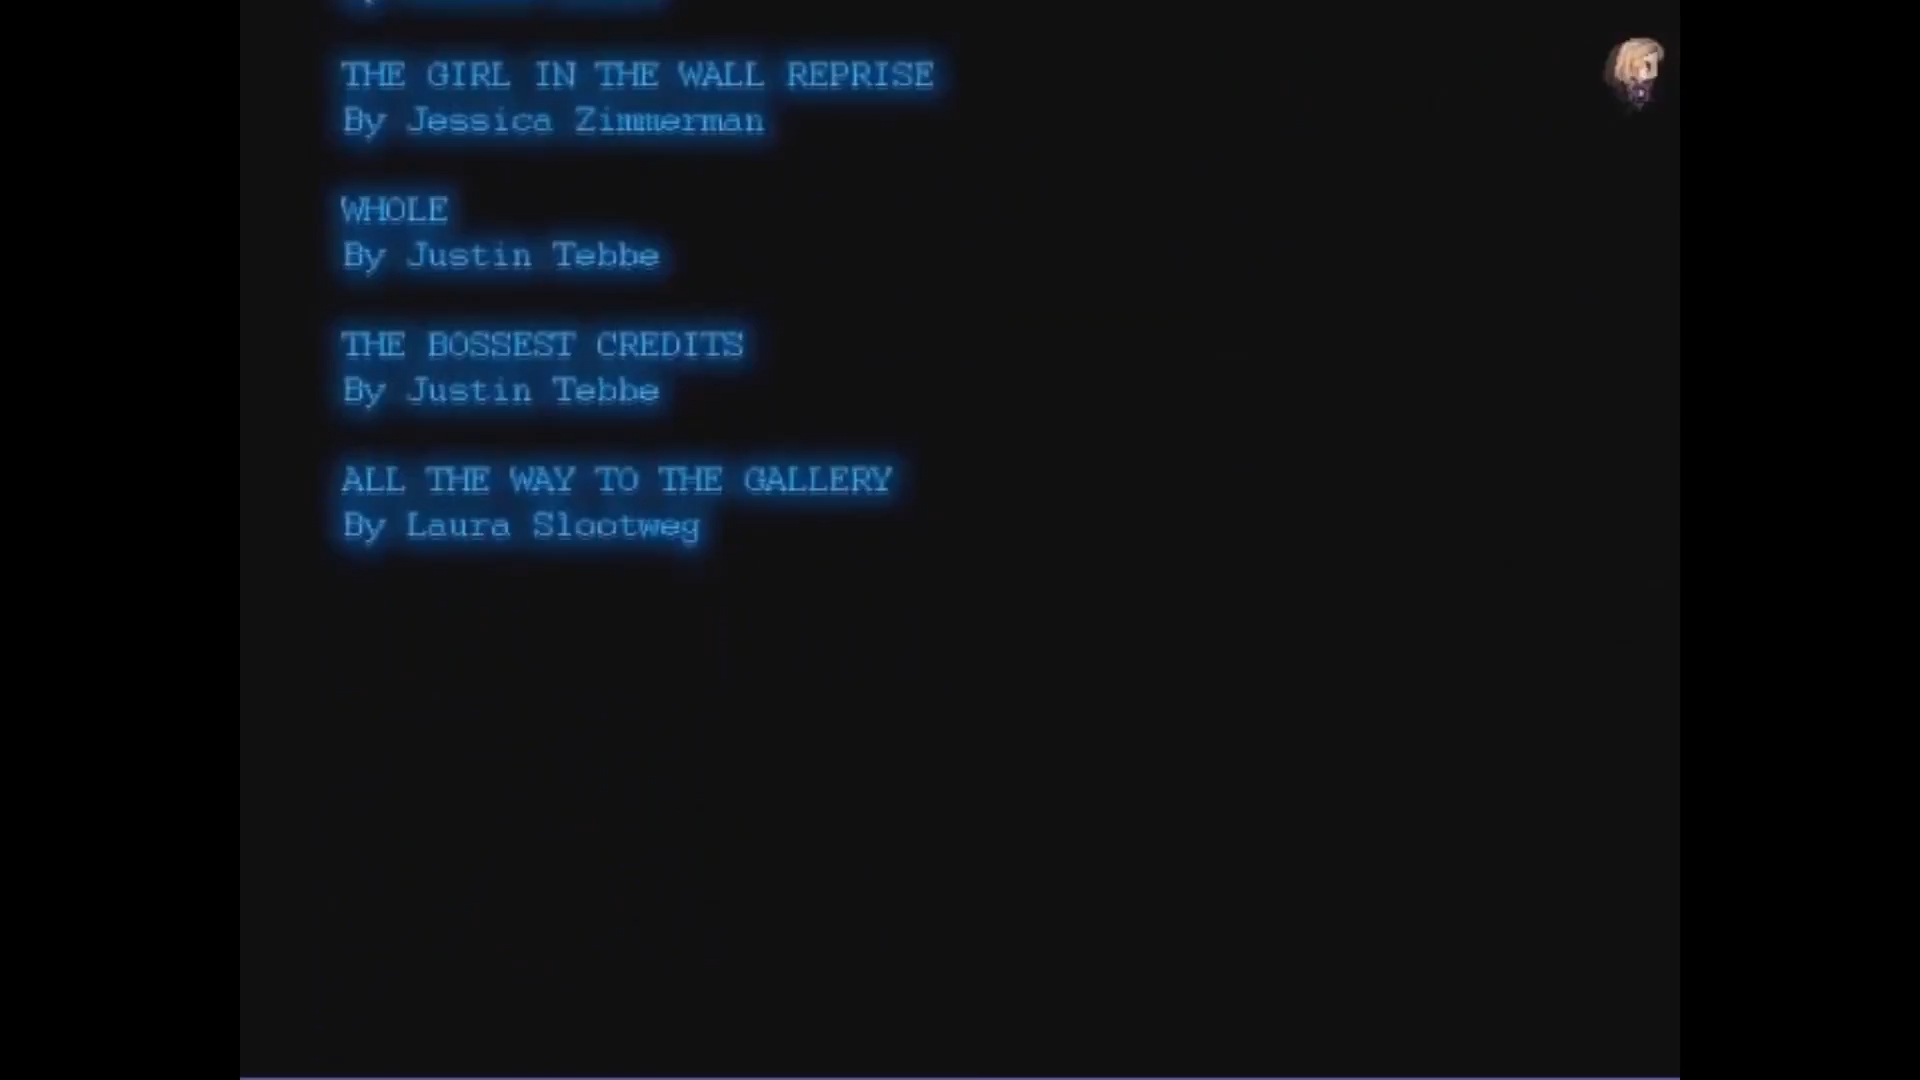 THE GIRL IN THE WALL REPRISE
By Jessica Zimmerman
WHOLE
By Justin Tebbe
THE BOSSEST CREDITS
By Justin Tebbe
ALL THE WAY TO THE GALLERY
By Laura Slootweg